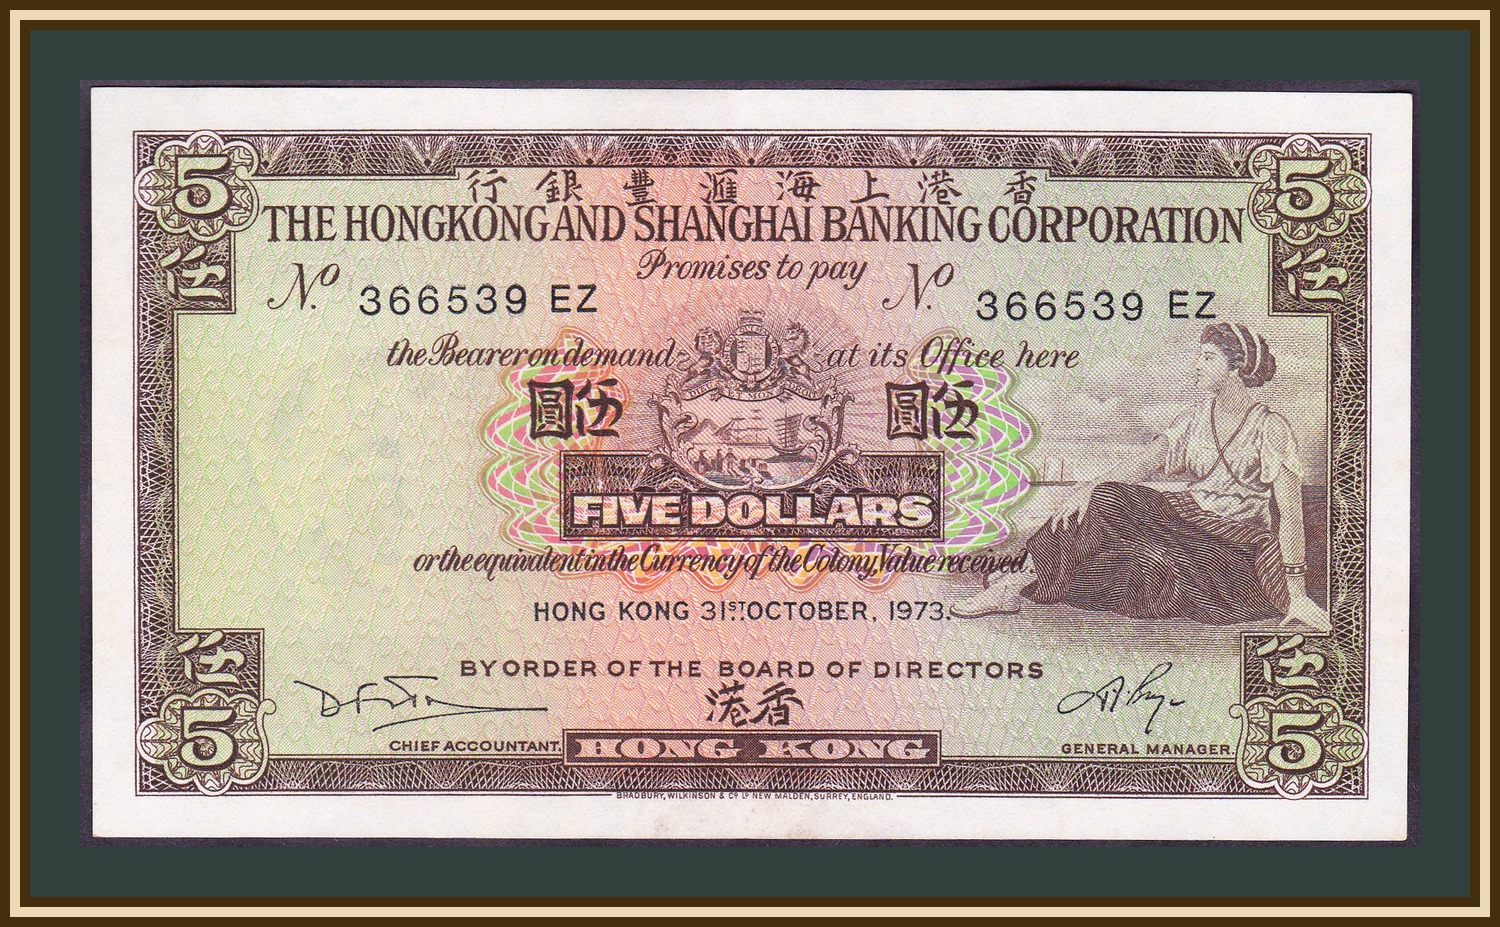 5 5
行銀豐滙海上港香
THE HONGKONG AND SHANGHAI BANKING CORPORATION
伍 伍
Promises to pay
Nº. 366539 EZ Nº. 366539 EZ
the Bearer on demand at its Office here
圓伍 圓伍
FIVE DOLLARS
or the equivalent in the Currency of the Colony, Value received.
HONG KONG 31ST OCTOBER, 1973.
伍 伍
BY ORDER OF THE BOARD OF DIRECTORS
港香
5 5
CHIEF ACCOUNTANT. HONG KONG GENERAL MANAGER.
BRADBURY, WILKINSON & Cº Lº NEW MALDEN, SURREY, ENGLAND.